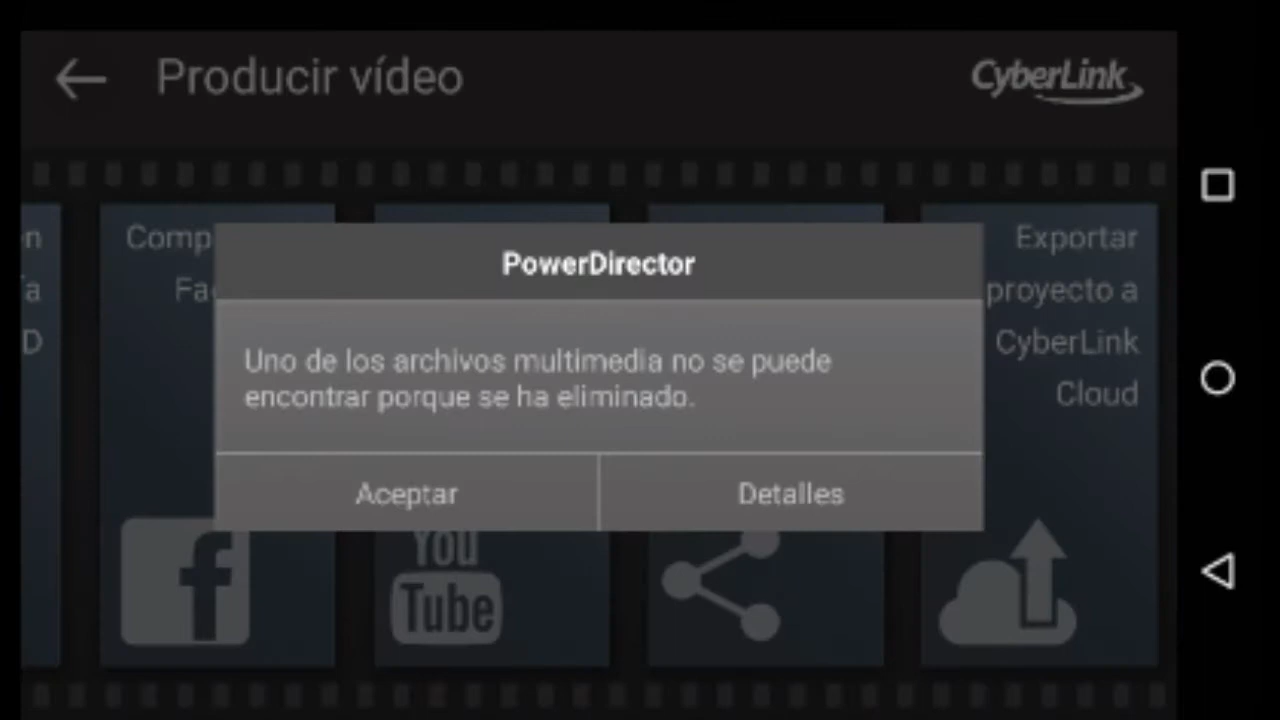 Producir vídeo
CyberLink
Exportar
proyecto a
CyberLink
Cloud
PowerDirector
Uno de los archivos multimedia no se puede
encontrar porque se ha eliminado.
Aceptar
Detalles
You
Tube